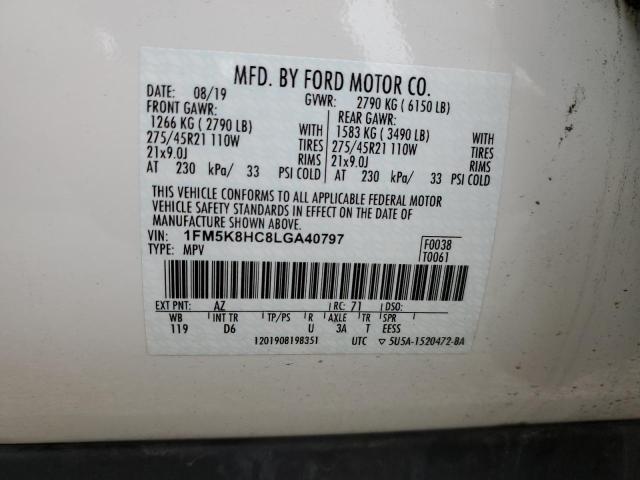 MFD. BY FORD MOTOR CO.
DATE: 08/19 GVWR: 2790 KG ( 6150 LB)
FRONT GAWR: REAR GAWR:
1266 KG ( 2790 LB) WITH 1583 KG ( 3490 LB) WITH
275/45R21 110W TIRES 275/45R21 110W TIRES
21x9.0J RIMS 21x9.0J RIMS
AT 230 kPa/ 33 PSI COLD AT 230 kPa/ 33 PSI COLD
THIS VEHICLE CONFORMS TO ALL APPLICABLE FEDERAL MOTOR
VEHICLE SAFETY STANDARDS IN EFFECT ON THE DATE OF
MANUFACTURE SHOWN ABOVE.
VIN: 1FM5K8HC8LGA40797 F0038
TYPE: MPV T0061
EXT PNT: AZ RC: 71 DSO:
WB INT TR TP/PS R AXLE TR SPR
119 D6 U 3A T EESS
1201908198351 UTC ▽ 5U5A-1520472-BA